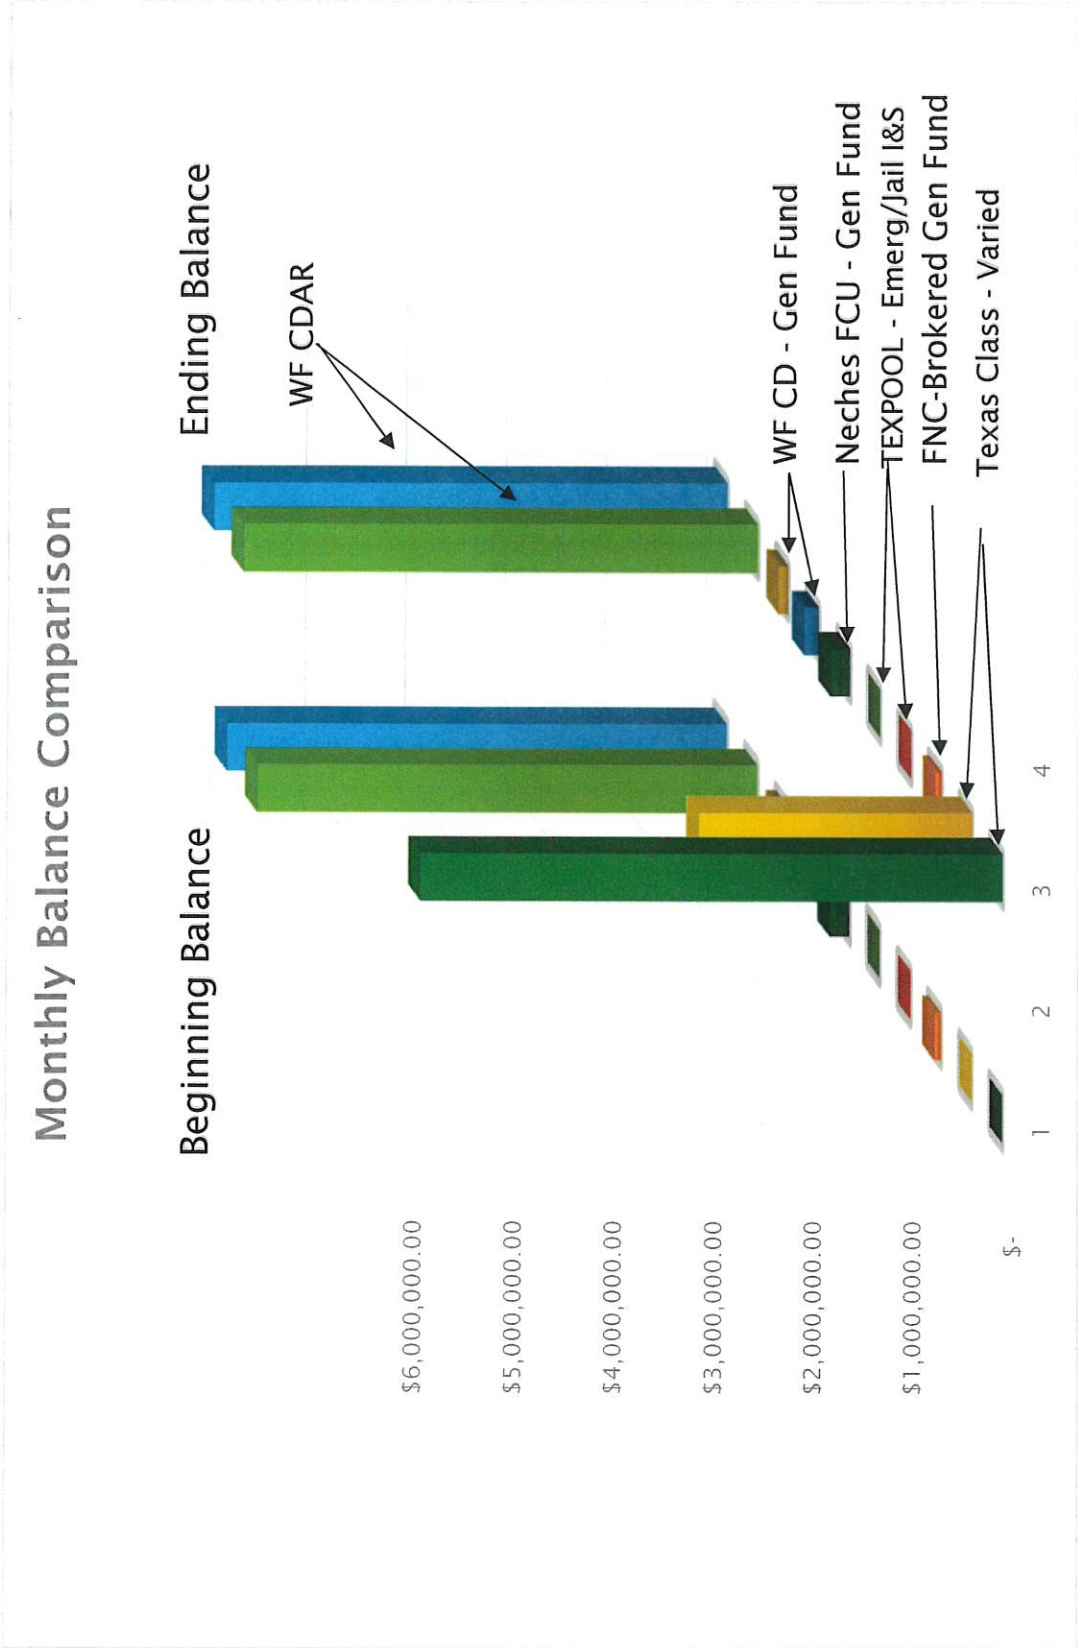 Monthly Balance Comparison
Beginning Balance
Ending Balance
WF CDAR
$6,000,000.00
$5,000,000.00
$4,000,000.00
$3,000,000.00
$2,000,000.00
$1,000,000.00
$-
WF CD - Gen Fund
Neches FCU - Gen Fund
TEXPOOL - Emerg/Jail I&S
FNC-Brokered Gen Fund
Texas Class - Varied
1
2
3
4